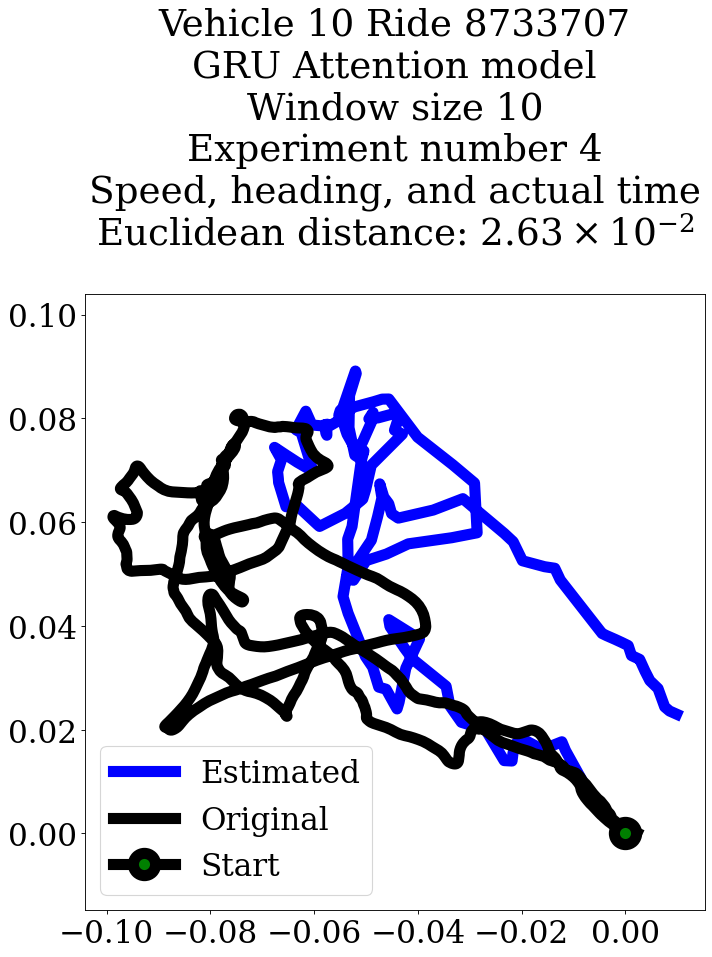 Vehicle 10 Ride 8733707
GRU Attention model
Window size 10
Experiment number 4
Speed, heading, and actual time
Euclidean distance: 2.63 × 10⁻²
0.10
0.08
0.06
0.04
0.02
0.00
Estimated
Original
Start
−0.10 −0.08 −0.06 −0.04 −0.02 0.00